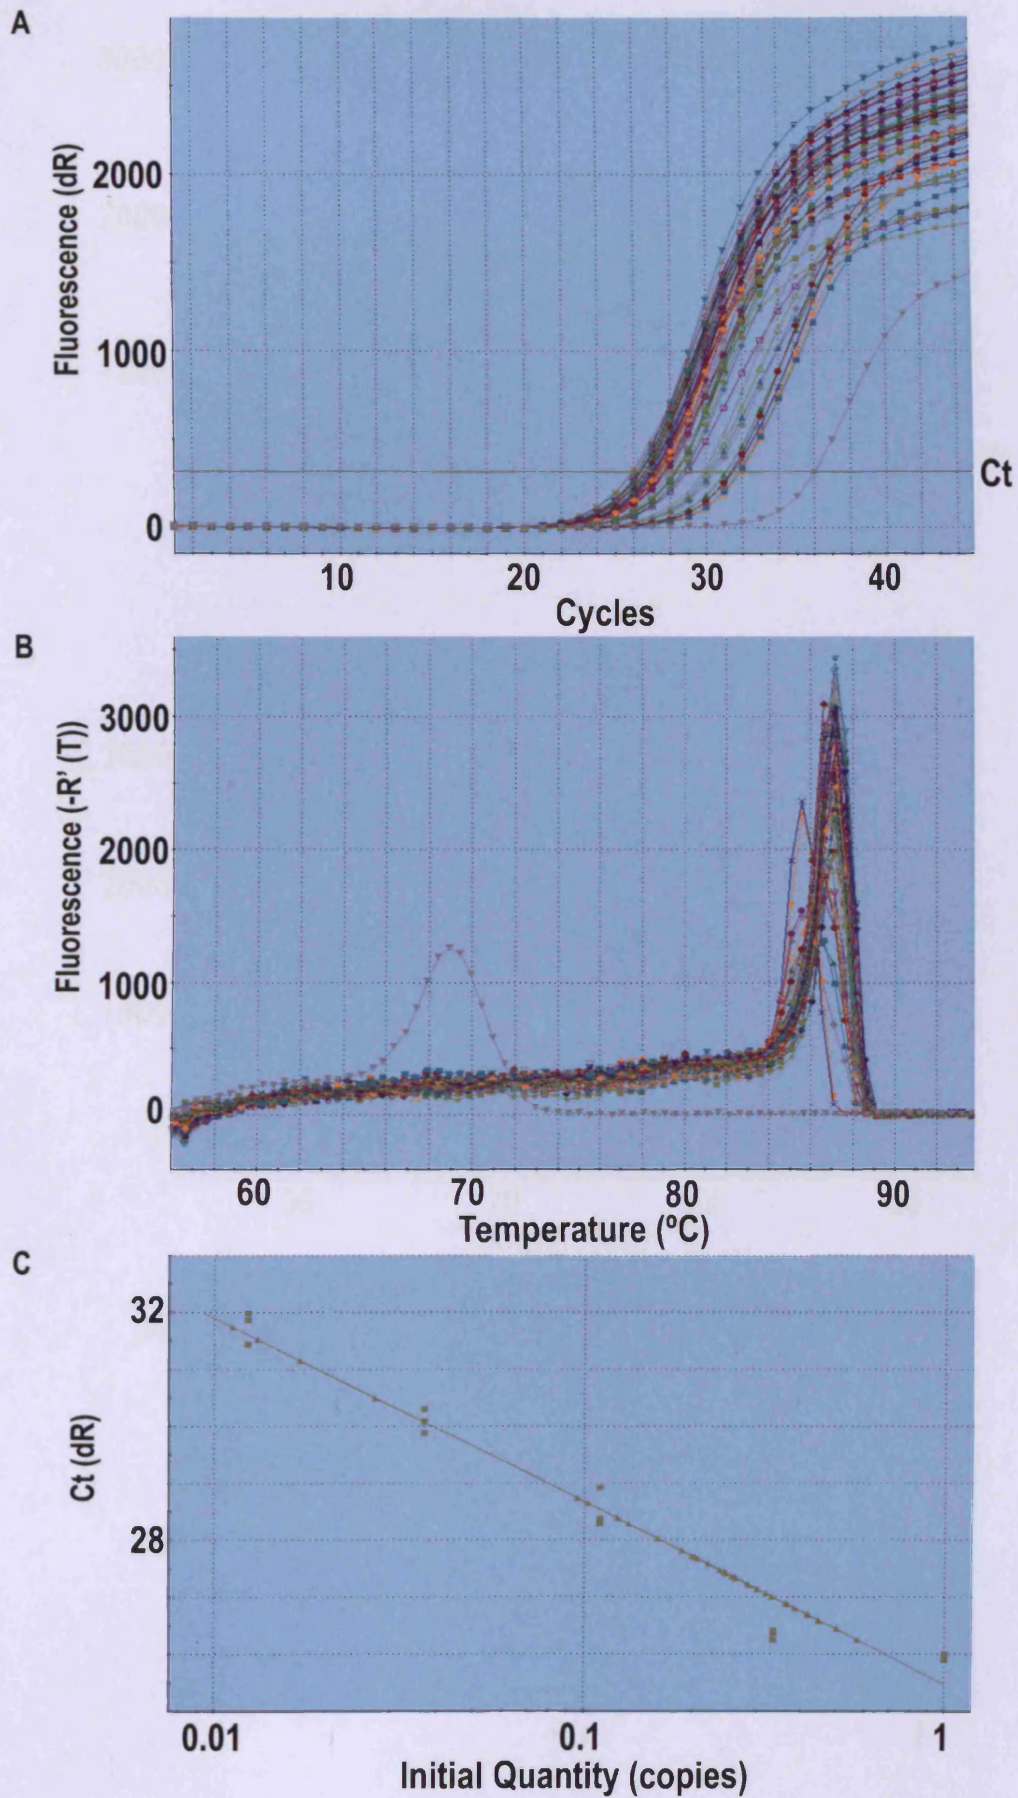 A
Fluorescence (dR)
2000
1000
0
Ct
10 20 30 40
Cycles
B
Fluorescence (-R' (T))
3000
2000
1000
0
60 70 80 90
Temperature (ºC)
C
Ct (dR)
32
28
0.01 0.1 1
Initial Quantity (copies)